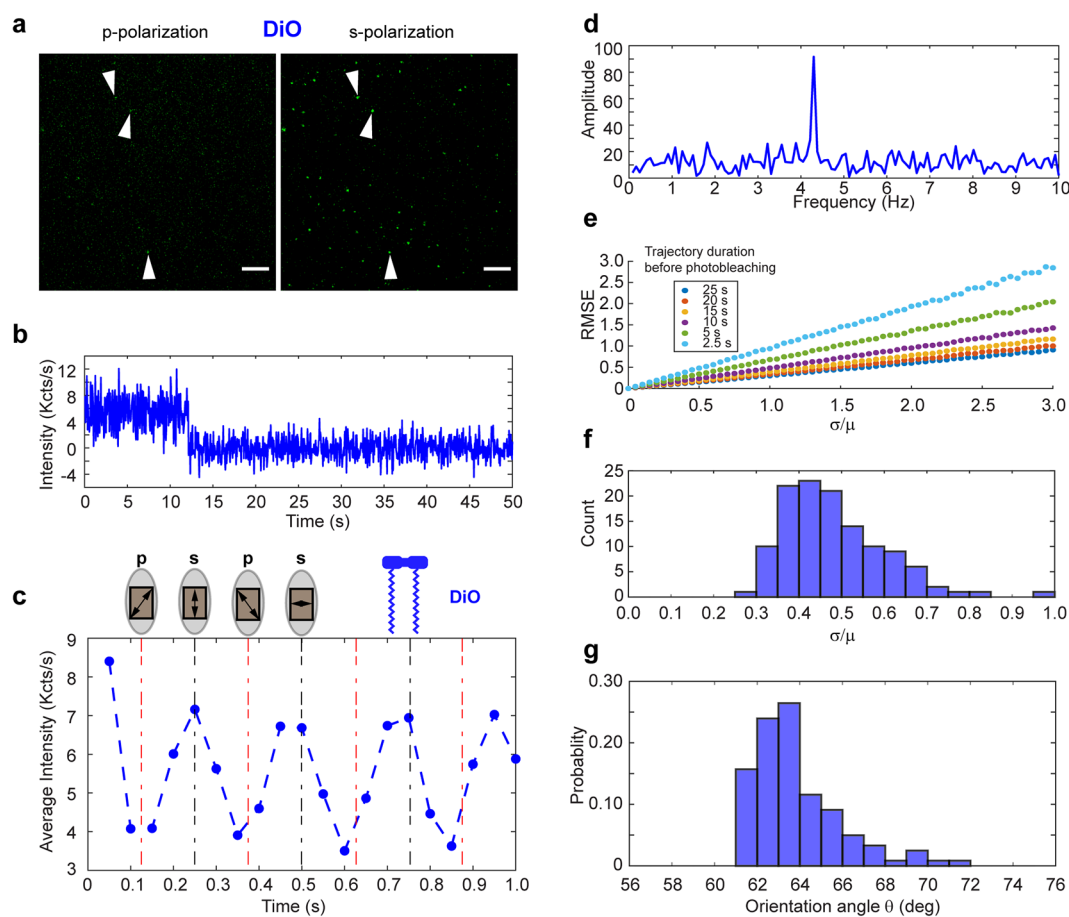 a
p-polarization
DiO
s-polarization
b
Intensity (Kcts/s)
12
8
4
0
-4
0 5 10 15 20 25 30 35 40 45 50
Time (s)
c
p s p s
DiO
Average Intensity (Kcts/s)
9
8
7
6
5
4
3
0 0.1 0.2 0.3 0.4 0.5 0.6 0.7 0.8 0.9 1.0
Time (s)
d
Amplitude
100
80
60
40
20
0
0 1 2 3 4 5 6 7 8 9 10
Frequency (Hz)
e
Trajectory duration
before photobleaching
25 s
20 s
15 s
10 s
5 s
2.5 s
RMSE
3.0
2.5
2.0
1.5
1.0
0.5
0
0 0.5 1.0 1.5 2.0 2.5 3.0
σ/μ
f
Count
25
20
15
10
5
0
0.0 0.1 0.2 0.3 0.4 0.5 0.6 0.7 0.8 0.9 1.0
σ/μ
g
Probablity
0.30
0.20
0.10
0
56 58 60 62 64 66 68 70 72 74 76
Orientation angle θ (deg)